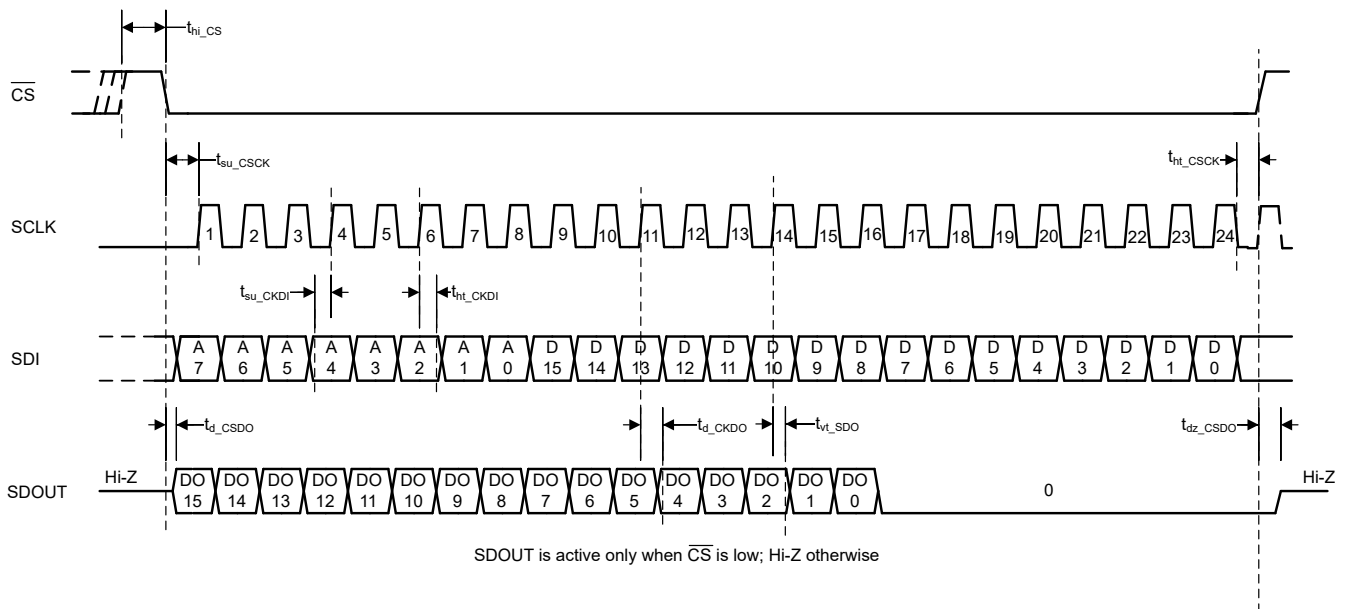 t_hi_CS
CS
t_su_CSCK
t_ht_CSCK
SCLK
1 2 3 4 5 6 7 8 9 10 11 12 13 14 15 16 17 18 19 20 21 22 23 24
t_su_CKDI
t_ht_CKDI
SDI
A A A A A A A A D D D D D D D D D D D D D D D D
7 6 5 4 3 2 1 0 15 14 13 12 11 10 9 8 7 6 5 4 3 2 1 0
t_d_CSDO
t_d_CKDO
t_vt_SDO
t_dz_CSDO
SDOUT
Hi-Z
DO DO DO DO DO DO DO DO DO DO DO DO DO DO DO DO
15 14 13 12 11 10 9 8 7 6 5 4 3 2 1 0
0
Hi-Z
SDOUT is active only when CS is low; Hi-Z otherwise